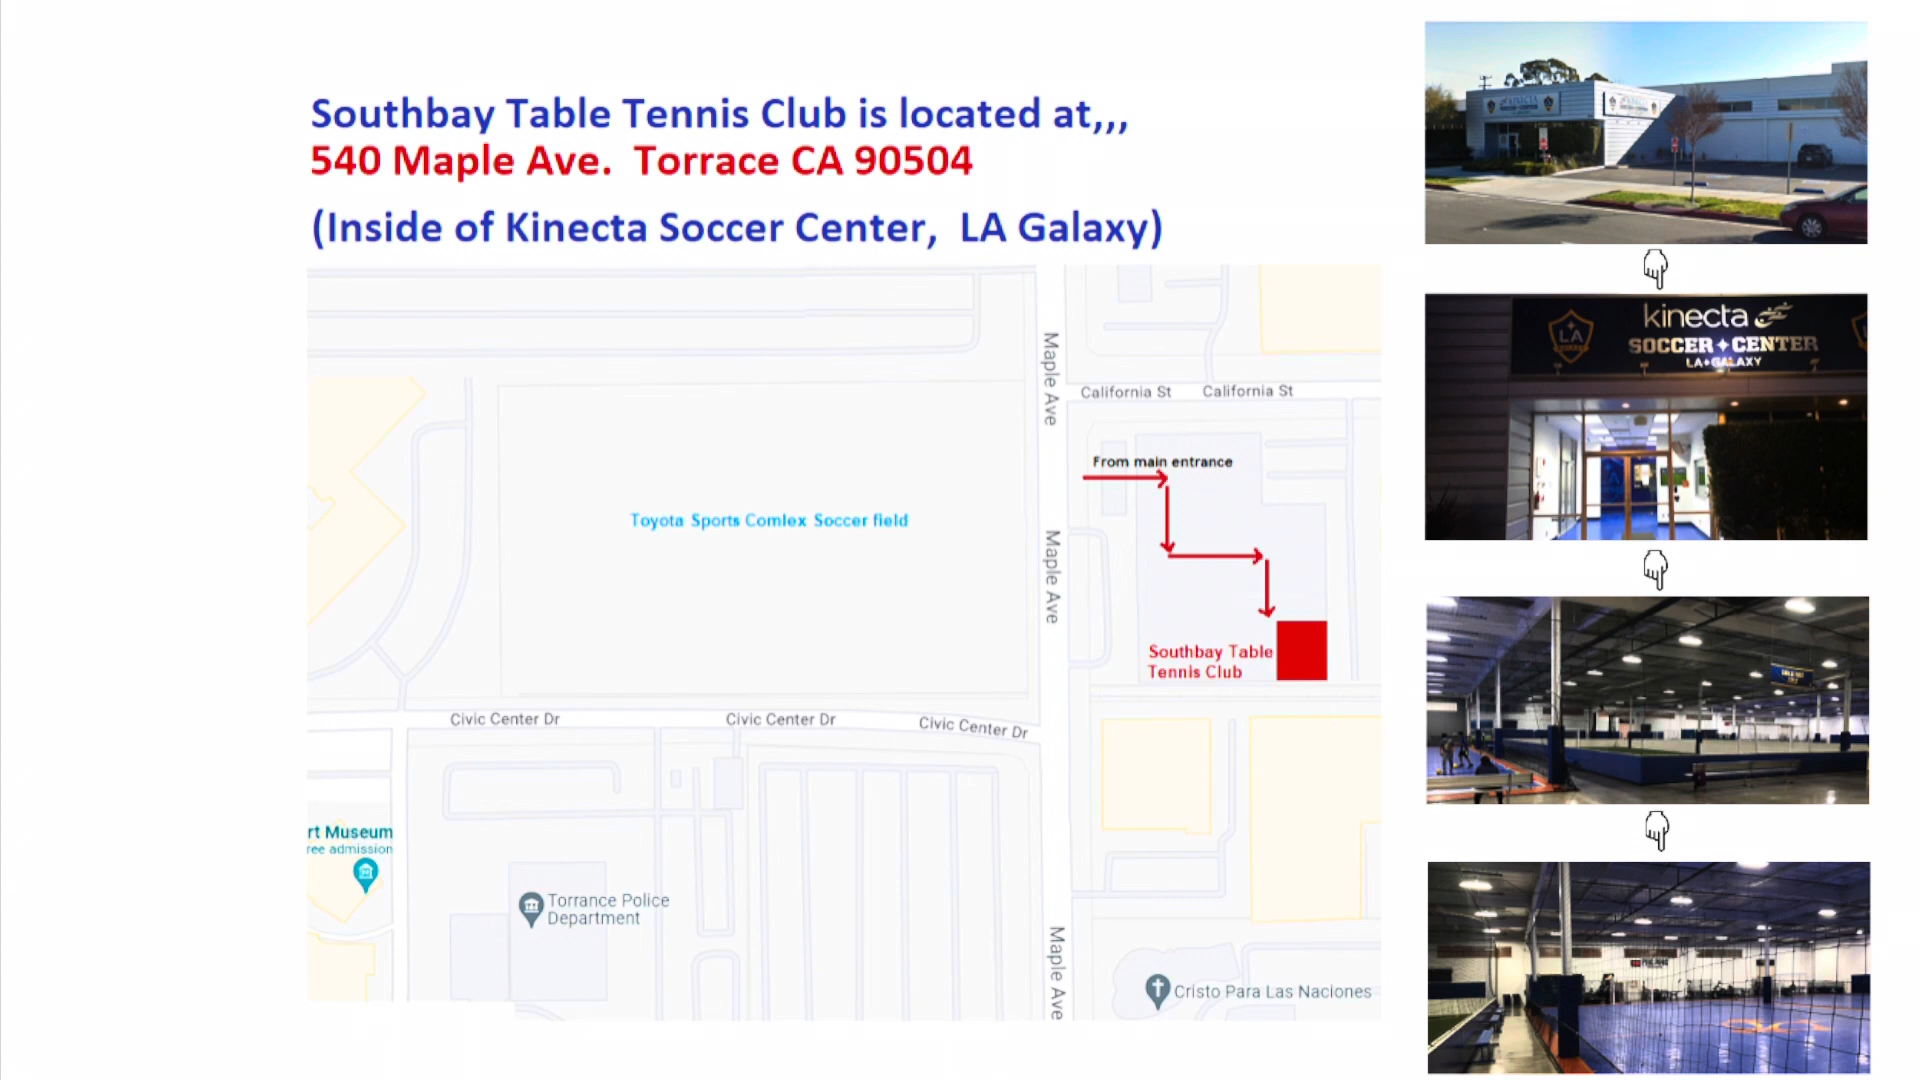 Southbay Table Tennis Club is located at,,,
540 Maple Ave.  Torrace CA 90504
(Inside of Kinecta Soccer Center,  LA Galaxy)
Maple Ave
California St
California St
From main entrance
Toyota Sports Comlex Soccer field
Maple Ave
Southbay Table
Tennis Club
Civic Center Dr
Civic Center Dr
Civic Center Dr
rt Museum
ree admission
Torrance Police
Department
Maple Ave
Cristo Para Las Naciones
KINECTA
kinecta
LA
SOCCER CENTER
LA GALAXY